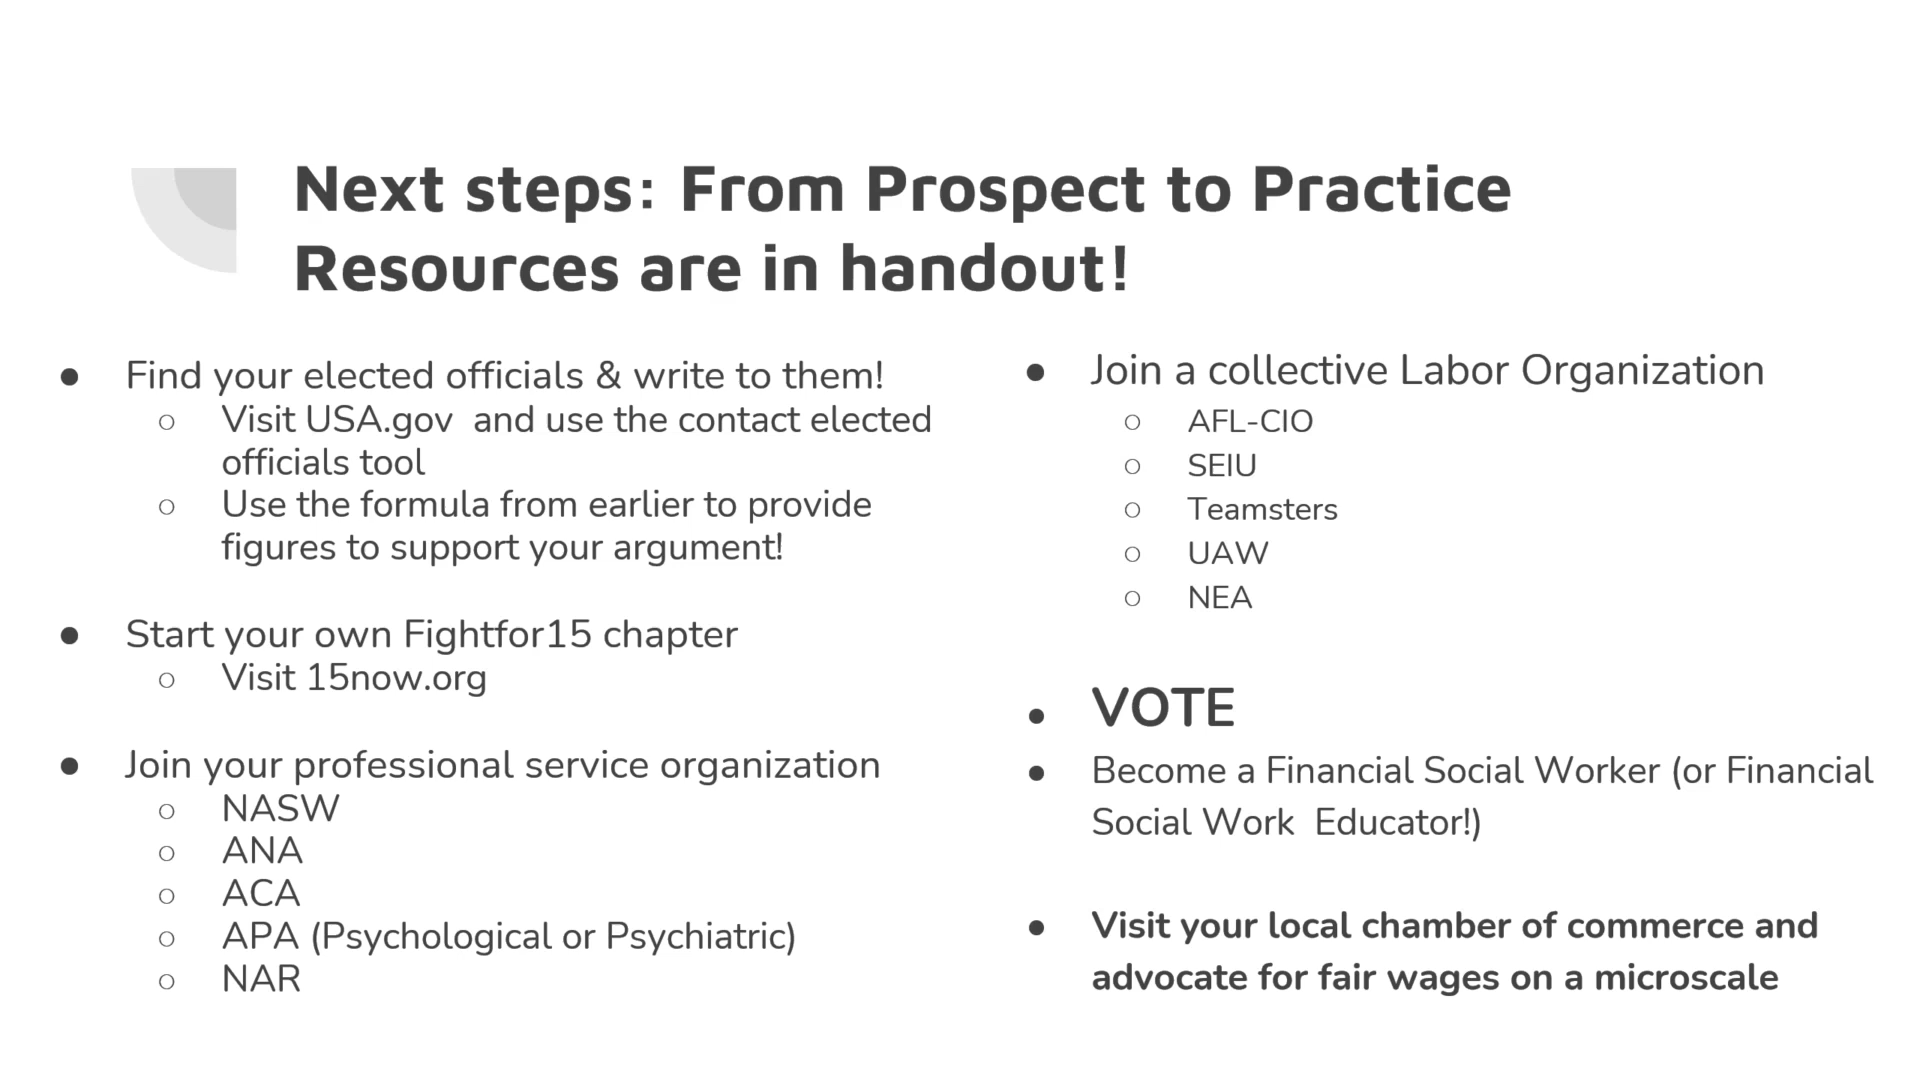 Next steps: From Prospect to Practice
Resources are in handout!
● Find your elected officials & write to them!
○ Visit USA.gov  and use the contact elected
officials tool
○ Use the formula from earlier to provide
figures to support your argument!
● Start your own Fightfor15 chapter
○ Visit 15now.org
● Join your professional service organization
○ NASW
○ ANA
○ ACA
○ APA (Psychological or Psychiatric)
○ NAR
● Join a collective Labor Organization
○ AFL-CIO
○ SEIU
○ Teamsters
○ UAW
○ NEA
● VOTE
● Become a Financial Social Worker (or Financial
Social Work  Educator!)
● Visit your local chamber of commerce and
advocate for fair wages on a microscale